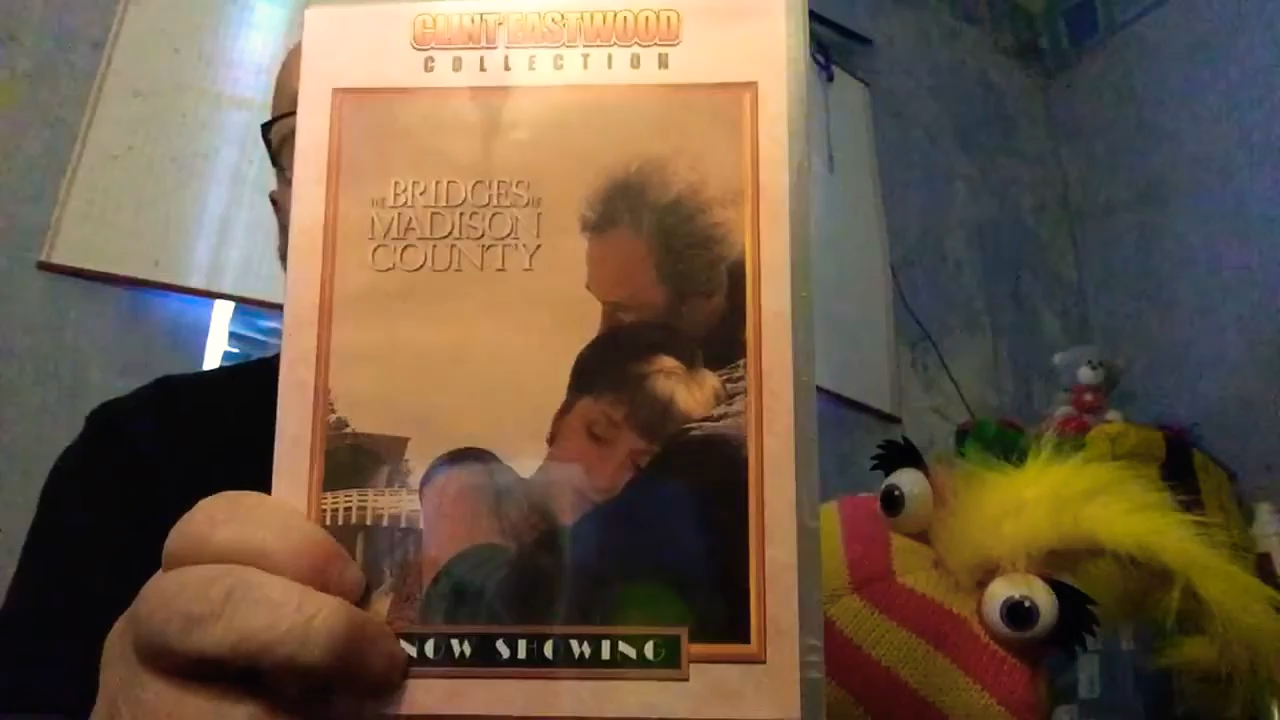 CLINT EASTWOOD
COLLECTION
THE BRIDGES OF
MADISON
COUNTY
NOW SHOWING